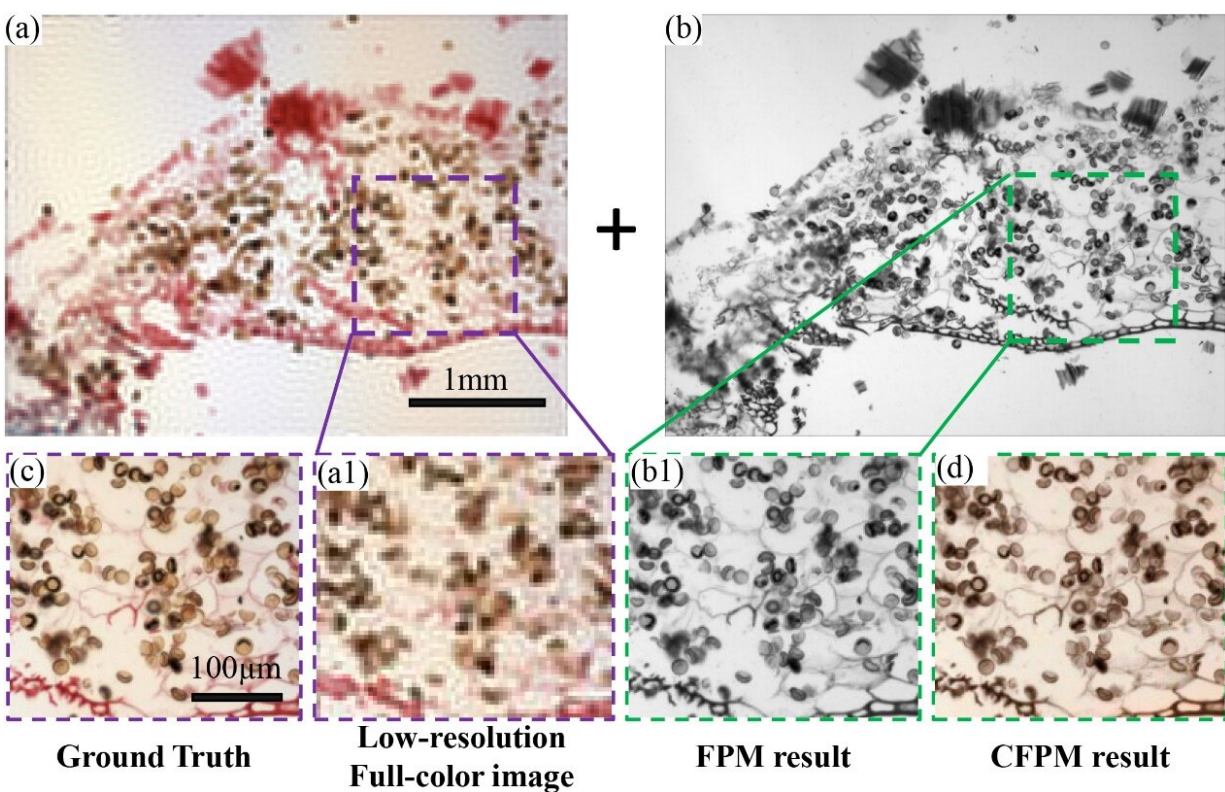 (a)
(b)
+
1mm
(c)
(a1)
(b1)
(d)
100μm
Ground Truth
Low-resolution
Full-color image
FPM result
CFPM result